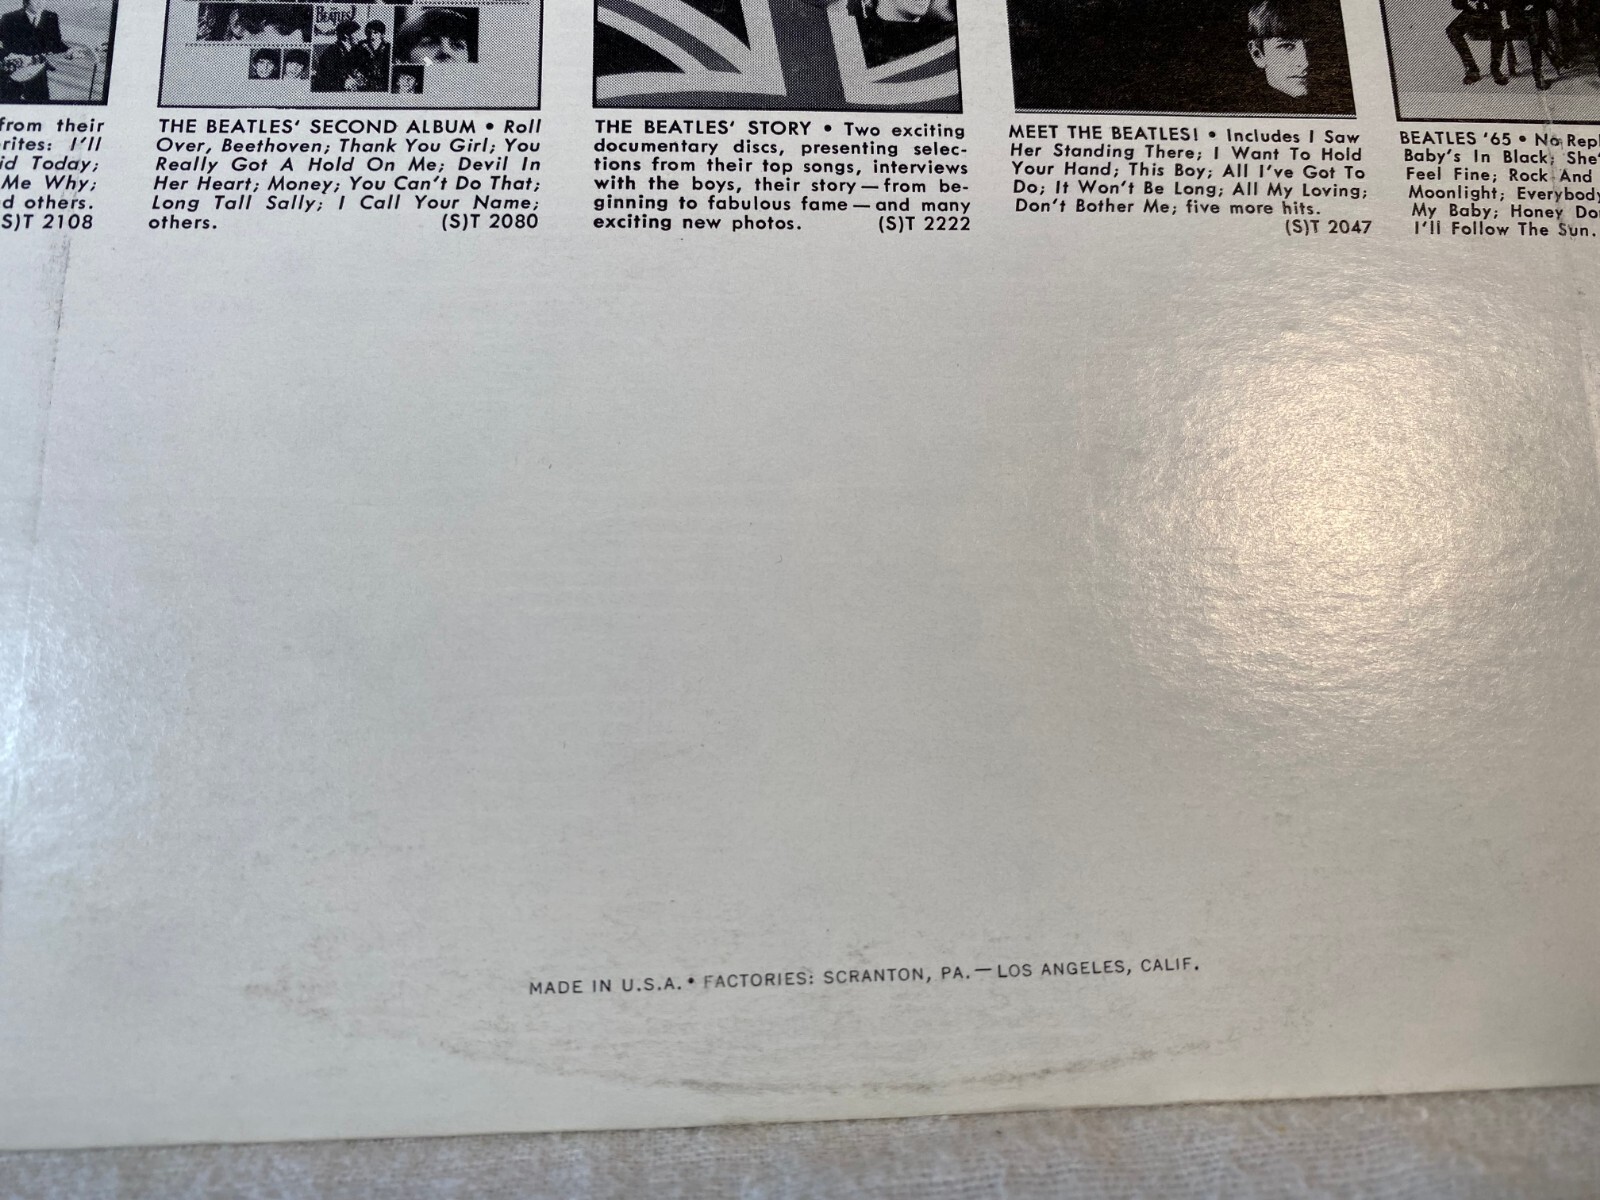 Beatles!
from their
rites: I'll
id Today;
Me Why;
d others.
S)T 2108
THE BEATLES' SECOND ALBUM • Roll
Over, Beethoven; Thank You Girl; You
Really Got A Hold On Me; Devil In
Her Heart; Money; You Can't Do That;
Long Tall Sally; I Call Your Name;
others. (S)T 2080
THE BEATLES' STORY • Two exciting
documentary discs, presenting selec-
tions from their top songs, interviews
with the boys, their story—from be-
ginning to fabulous fame—and many
exciting new photos. (S)T 2222
MEET THE BEATLES! • Includes I Saw
Her Standing There; I Want To Hold
Your Hand; This Boy; All I've Got To
Do; It Won't Be Long; All My Loving;
Don't Bother Me; five more hits.
(S)T 2047
BEATLES '65 • No Repl
Baby's In Black; She'
Feel Fine; Rock And
Moonlight; Everybody
My Baby; Honey Do
I'll Follow The Sun.
MADE IN U.S.A. • FACTORIES: SCRANTON, PA.—LOS ANGELES, CALIF.